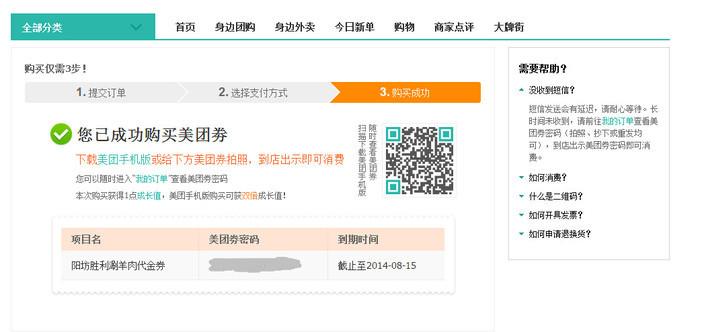 全部分类
首页 身边团购 身边外卖 今日新单 购物 商家点评 大牌街
购买仅需3步！
1. 提交订单
2. 选择支付方式
3. 购买成功
您已成功购买美团券
下载美团手机版或给下方美团券拍照，到店出示即可消费
您可以随时进入"我的订单"查看美团券密码
本次购买获得1点成长值，美团手机版购买可获双倍成长值！
随时查看美团券
扫描下载美团手机版
项目名 美团券密码 到期时间
阳坊胜利涮羊肉代金券 截止至2014-08-15
需要帮助？
没收到短信？
短信发送会有延迟，请耐心等待。长
时间未收到，请前往我的订单查看美
团券密码（拍照、抄下或重发均
可），到店出示美团券密码即可消
费。
如何消费？
什么是二维码？
如何开具发票？
如何申请退换货？